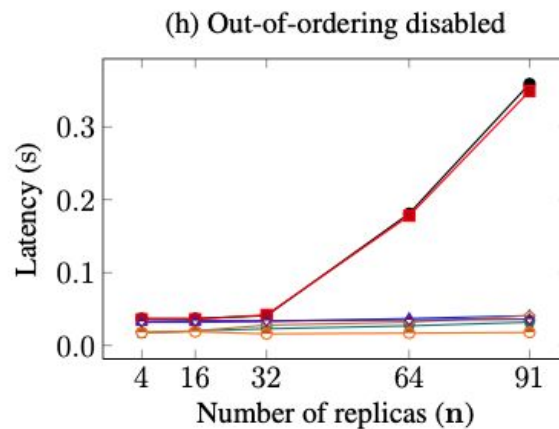 (h) Out-of-ordering disabled
Latency (s)
0.3
0.2
0.1
0.0
4 16 32 64 91
Number of replicas (n)